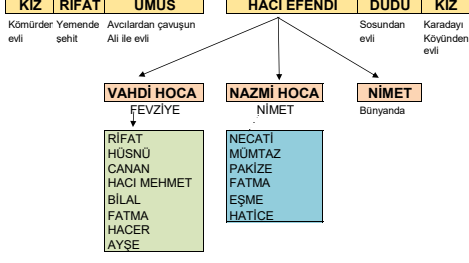 KIZ RİFAT UMUS HACI EFENDİ DUDU KIZ
Kömürden evli
Yemende şehit
Avcılardan çavuşun Ali ile evli
Sosundan evli
Karadayı Köyünden evli
VAHDİ HOCA
FEVZİYE
NAZMİ HOCA
NİMET
NİMET
Bünyanda
RİFAT
HÜSNÜ
CANAN
HACI MEHMET
BİLAL
FATMA
HACER
AYŞE
NECATİ
MÜMTAZ
PAKİZE
FATMA
EŞME
HATİCE